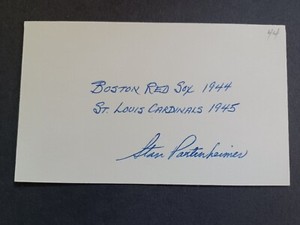 44
BOSTON RED SOX 1944
ST. LOUIS CARDINALS 1945
Stan Partenheimer